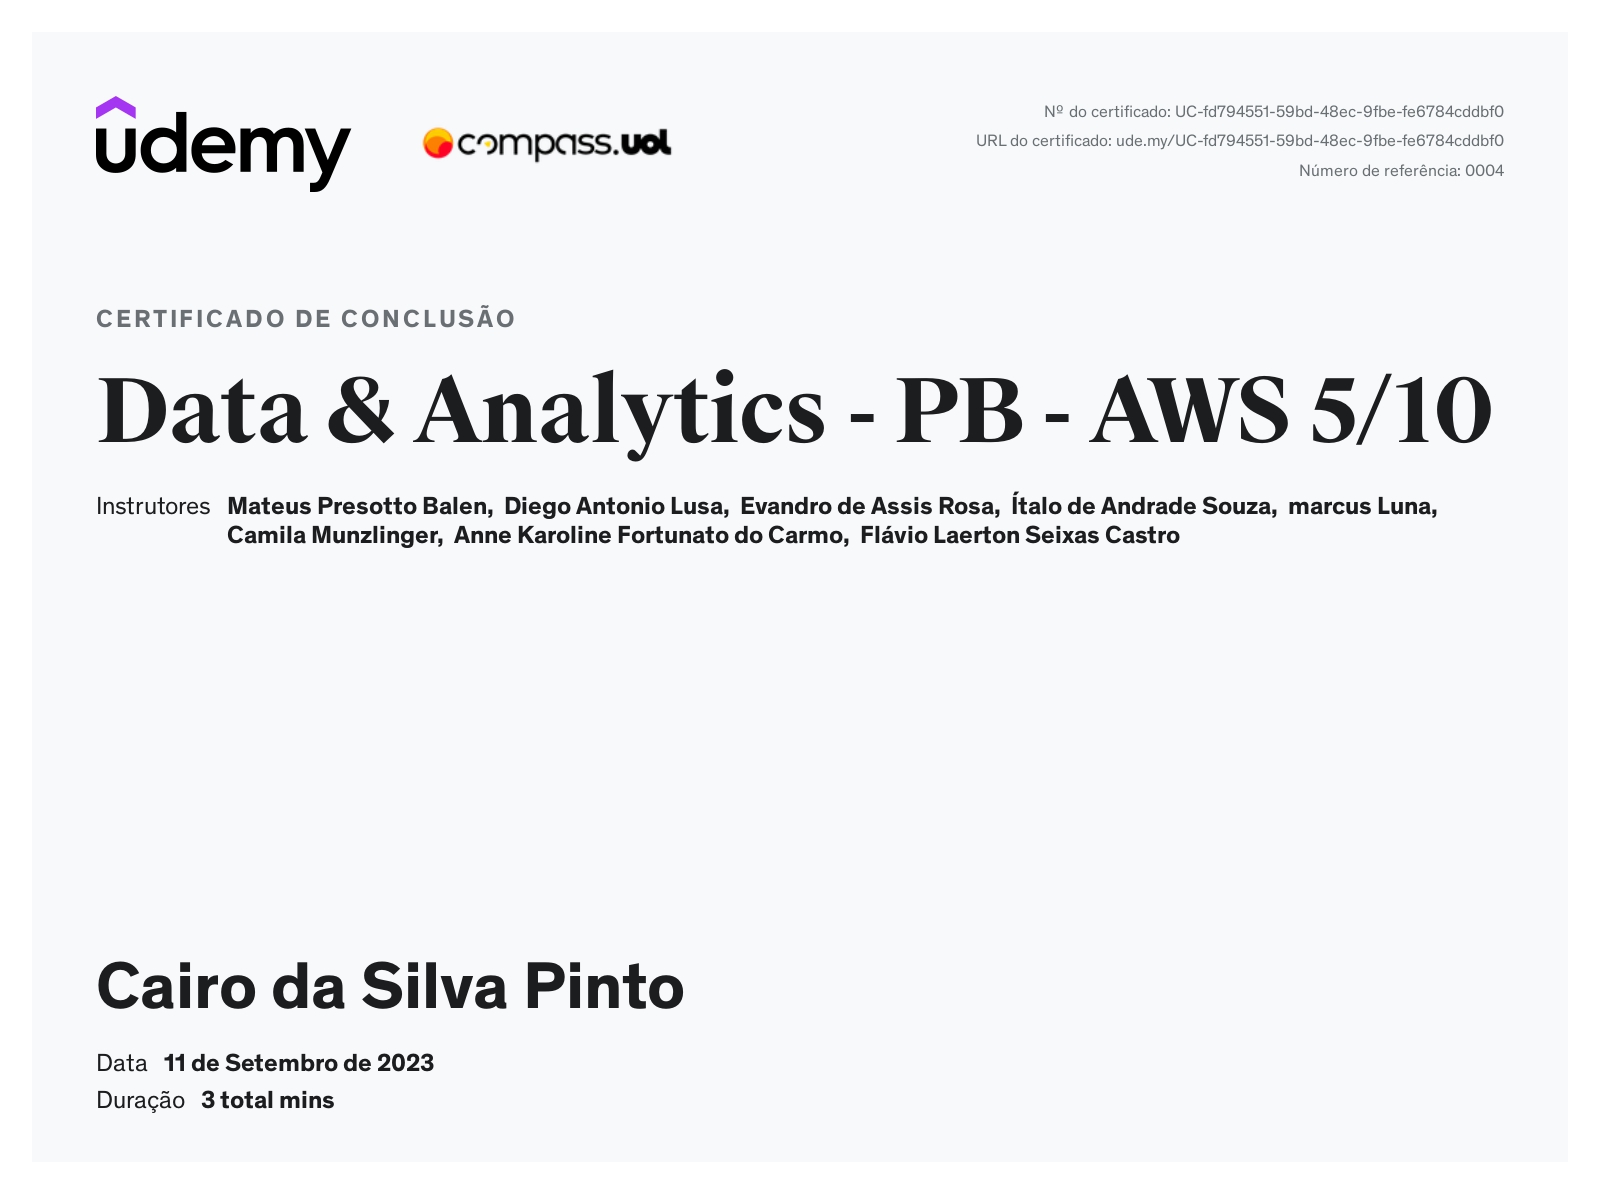 udemy
compass.uol
Nº do certificado: UC-fd794551-59bd-48ec-9fbe-fe6784cddbf0
URL do certificado: ude.my/UC-fd794551-59bd-48ec-9fbe-fe6784cddbf0
Número de referência: 0004
CERTIFICADO DE CONCLUSÃO
Data & Analytics - PB - AWS 5/10
Instrutores Mateus Presotto Balen, Diego Antonio Lusa, Evandro de Assis Rosa, Ítalo de Andrade Souza, marcus Luna,
Camila Munzlinger, Anne Karoline Fortunato do Carmo, Flávio Laerton Seixas Castro
Cairo da Silva Pinto
Data 11 de Setembro de 2023
Duração 3 total mins